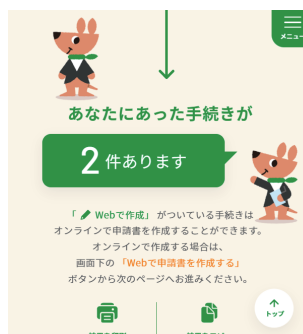 メニュー
あなたにあった手続きが
2件あります
「 Webで作成」がついている手続きは
オンラインで申請書を作成することができます。
オンラインで作成する場合は、
画面下の「Webで申請書を作成する」
ボタンから次のページへお進みください。
トップ